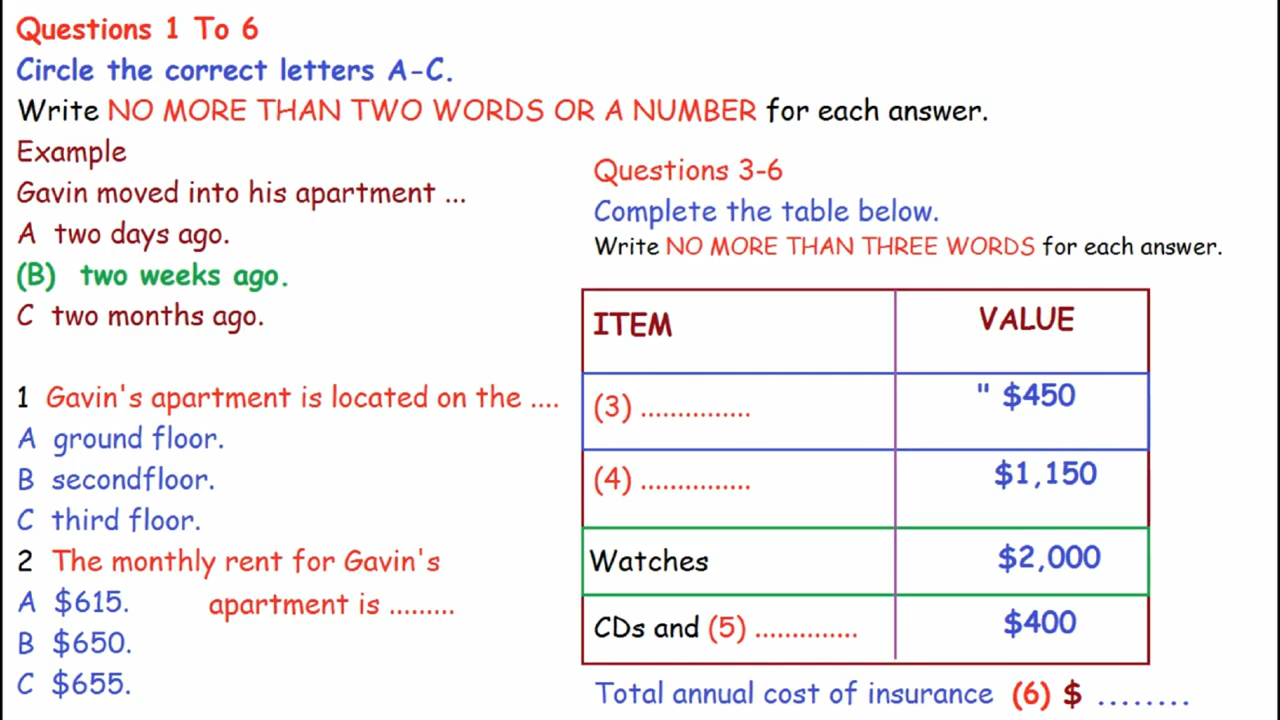 Questions 1 To 6
Circle the correct letters A-C.
Write NO MORE THAN TWO WORDS OR A NUMBER for each answer.
Example
Gavin moved into his apartment ...
A two days ago.
(B) two weeks ago.
C two months ago.
1 Gavin's apartment is located on the ....
A ground floor.
B secondfloor.
C third floor.
2 The monthly rent for Gavin's
apartment is .........
A $615.
B $650.
C $655.
Questions 3-6
Complete the table below.
Write NO MORE THAN THREE WORDS for each answer.
ITEM VALUE
(3) ............... " $450
(4) ............... $1,150
Watches $2,000
CDs and (5) .............. $400
Total annual cost of insurance (6) $ ........